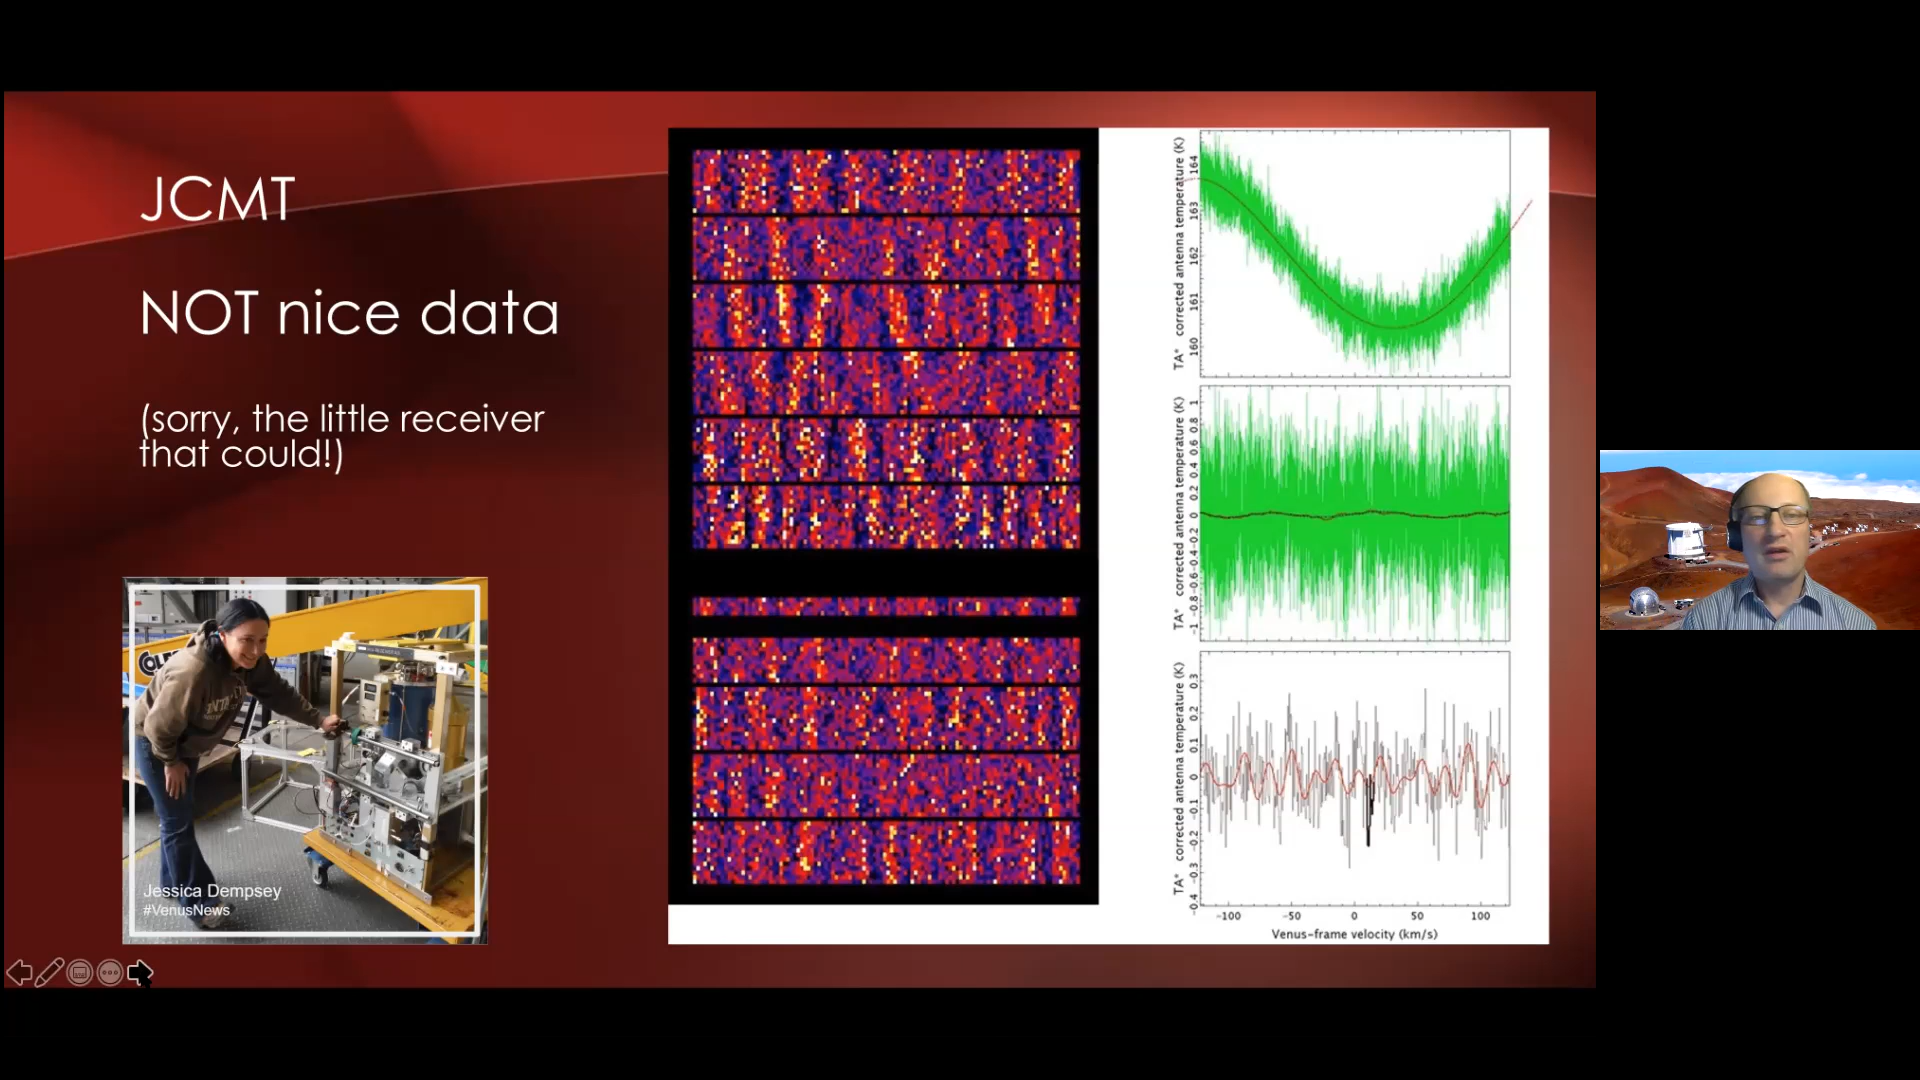 JCMT
NOT nice data
(sorry, the little receiver
that could!)
Jessica Dempsey
#VenusNews
TA* corrected antenna temperature (K)
164
163
162
161
160
TA* corrected antenna temperature (K)
1
0.8
0.6
0.4
0.2
0
-0.2
-0.4
-0.6
-0.8
-1
TA* corrected antenna temperature (K)
0.3
0.2
0.1
0
-0.1
-0.2
-0.3
-0.4
-100 -50 0 50 100
Venus-frame velocity (km/s)